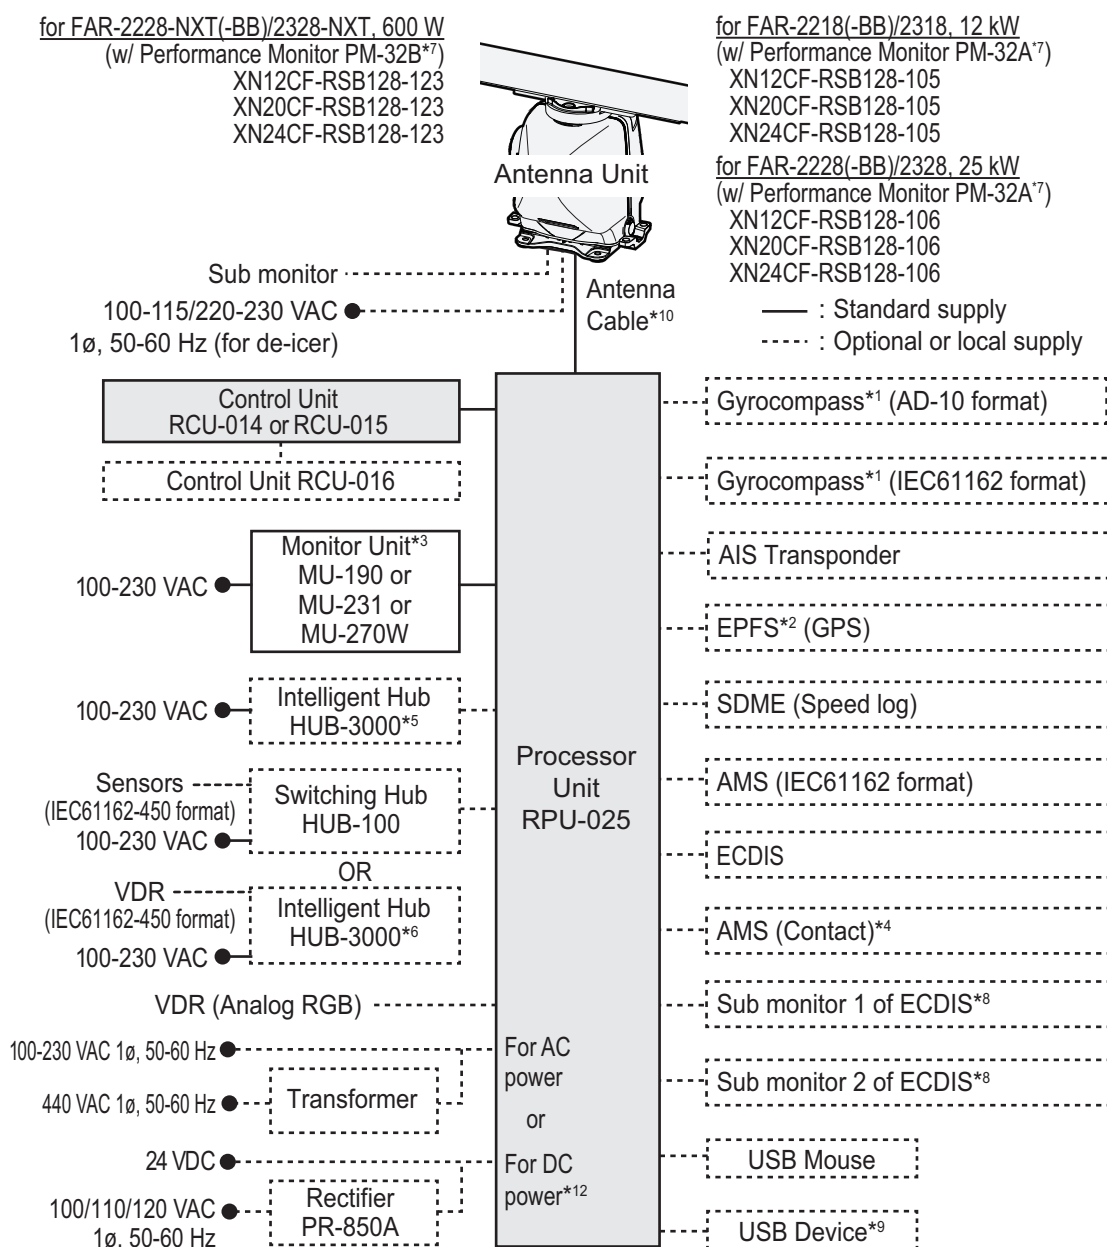 for FAR-2228-NXT(-BB)/2328-NXT, 600 W
(w/ Performance Monitor PM-32B*7)
XN12CF-RSB128-123
XN20CF-RSB128-123
XN24CF-RSB128-123
for FAR-2218(-BB)/2318, 12 kW
(w/ Performance Monitor PM-32A*7)
XN12CF-RSB128-105
XN20CF-RSB128-105
XN24CF-RSB128-105
for FAR-2228(-BB)/2328, 25 kW
(w/ Performance Monitor PM-32A*7)
XN12CF-RSB128-106
XN20CF-RSB128-106
XN24CF-RSB128-106
Antenna Unit
Sub monitor
100-115/220-230 VAC
1ø, 50-60 Hz (for de-icer)
Antenna
Cable*10
: Standard supply
: Optional or local supply
Control Unit
RCU-014 or RCU-015
Control Unit RCU-016
Monitor Unit*3
MU-190 or
MU-231 or
MU-270W
100-230 VAC
Intelligent Hub
HUB-3000*5
100-230 VAC
Sensors
(IEC61162-450 format)
100-230 VAC
Switching Hub
HUB-100
OR
VDR
(IEC61162-450 format)
100-230 VAC
Intelligent Hub
HUB-3000*6
VDR (Analog RGB)
100-230 VAC 1ø, 50-60 Hz
440 VAC 1ø, 50-60 Hz
Transformer
24 VDC
100/110/120 VAC
1ø, 50-60 Hz
Rectifier
PR-850A
Processor
Unit
RPU-025
For AC
power
or
For DC
power*12
Gyrocompass*1 (AD-10 format)
Gyrocompass*1 (IEC61162 format)
AIS Transponder
EPFS*2 (GPS)
SDME (Speed log)
AMS (IEC61162 format)
ECDIS
AMS (Contact)*4
Sub monitor 1 of ECDIS*8
Sub monitor 2 of ECDIS*8
USB Mouse
USB Device*9